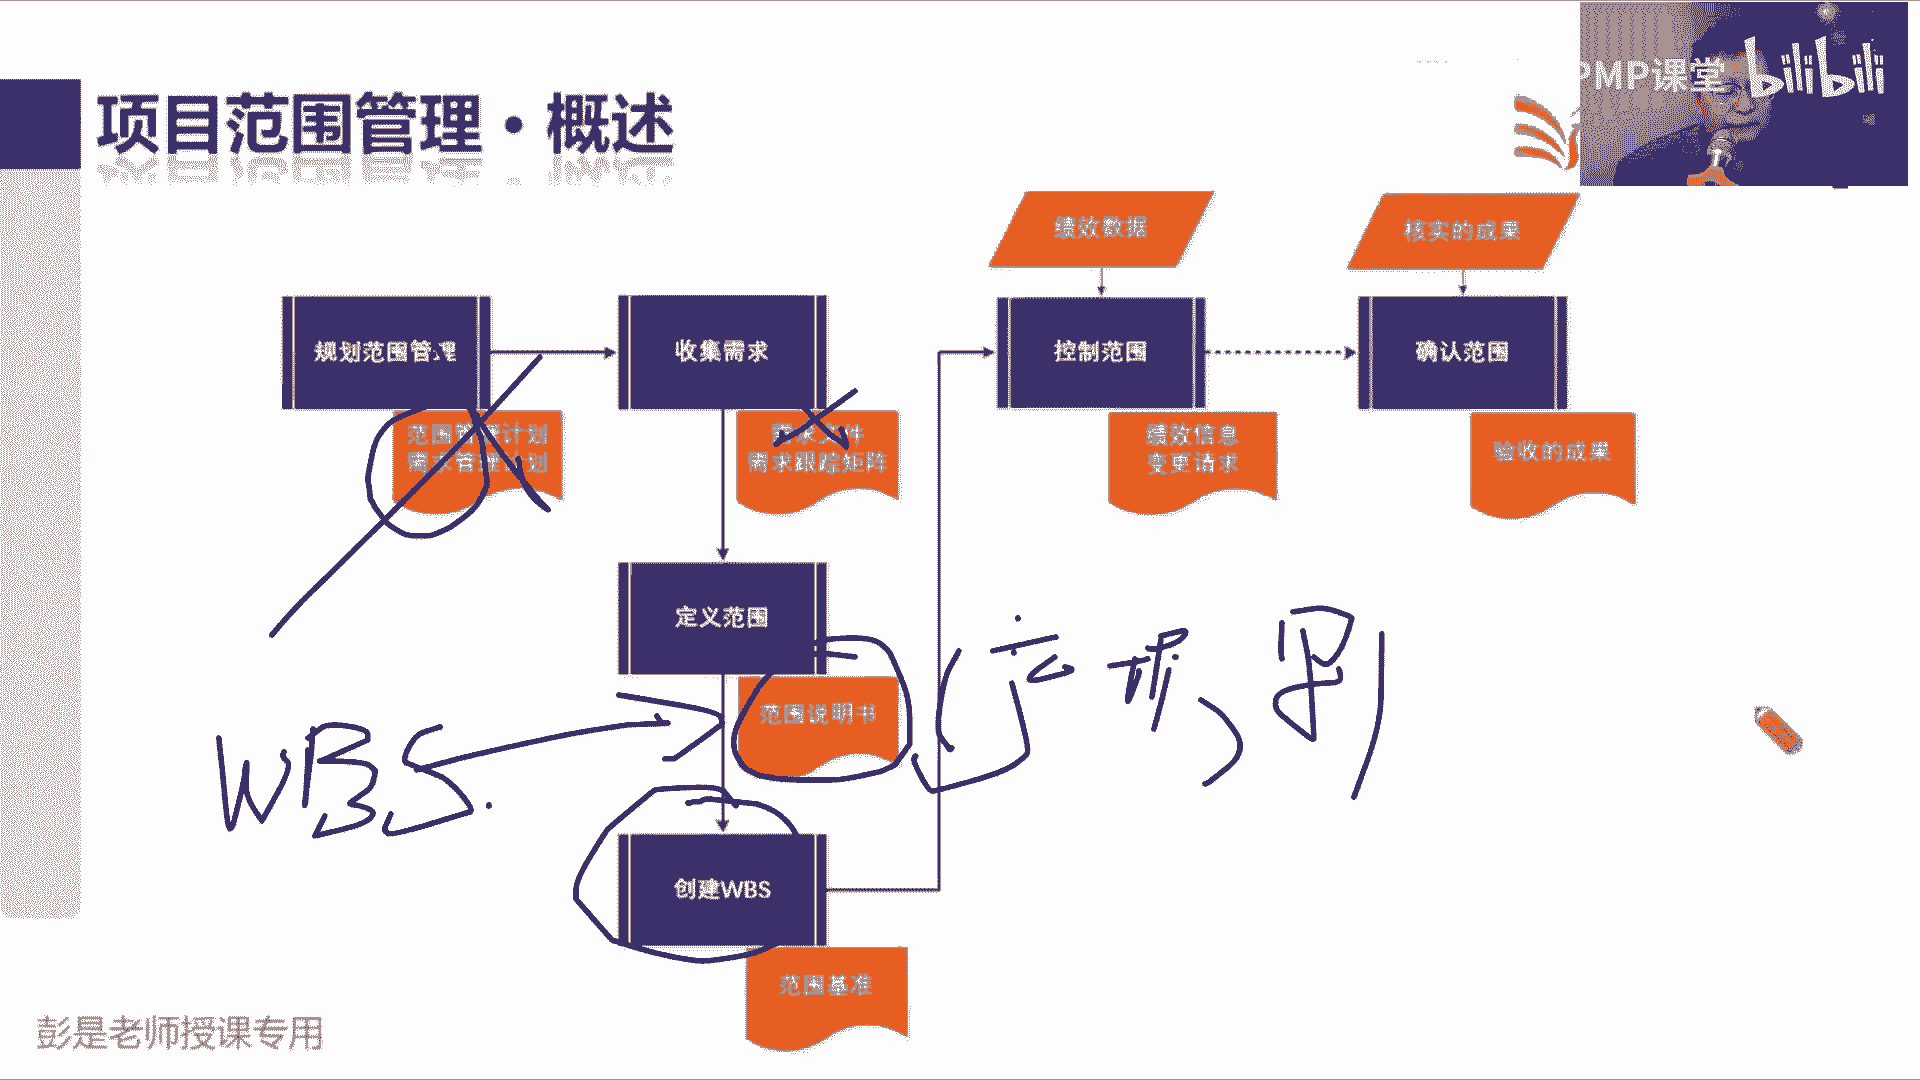 PMP课堂 bilibili
项目范围管理·概述
绩效数据
核实的成果
规划范围管理
收集需求
控制范围
确认范围
范围管理计划
需求管理计划
需求文件
需求跟踪矩阵
绩效信息
变更请求
验收的成果
定义范围
范围说明书
WBS
创建WBS
范围基准
彭是老师授课专用